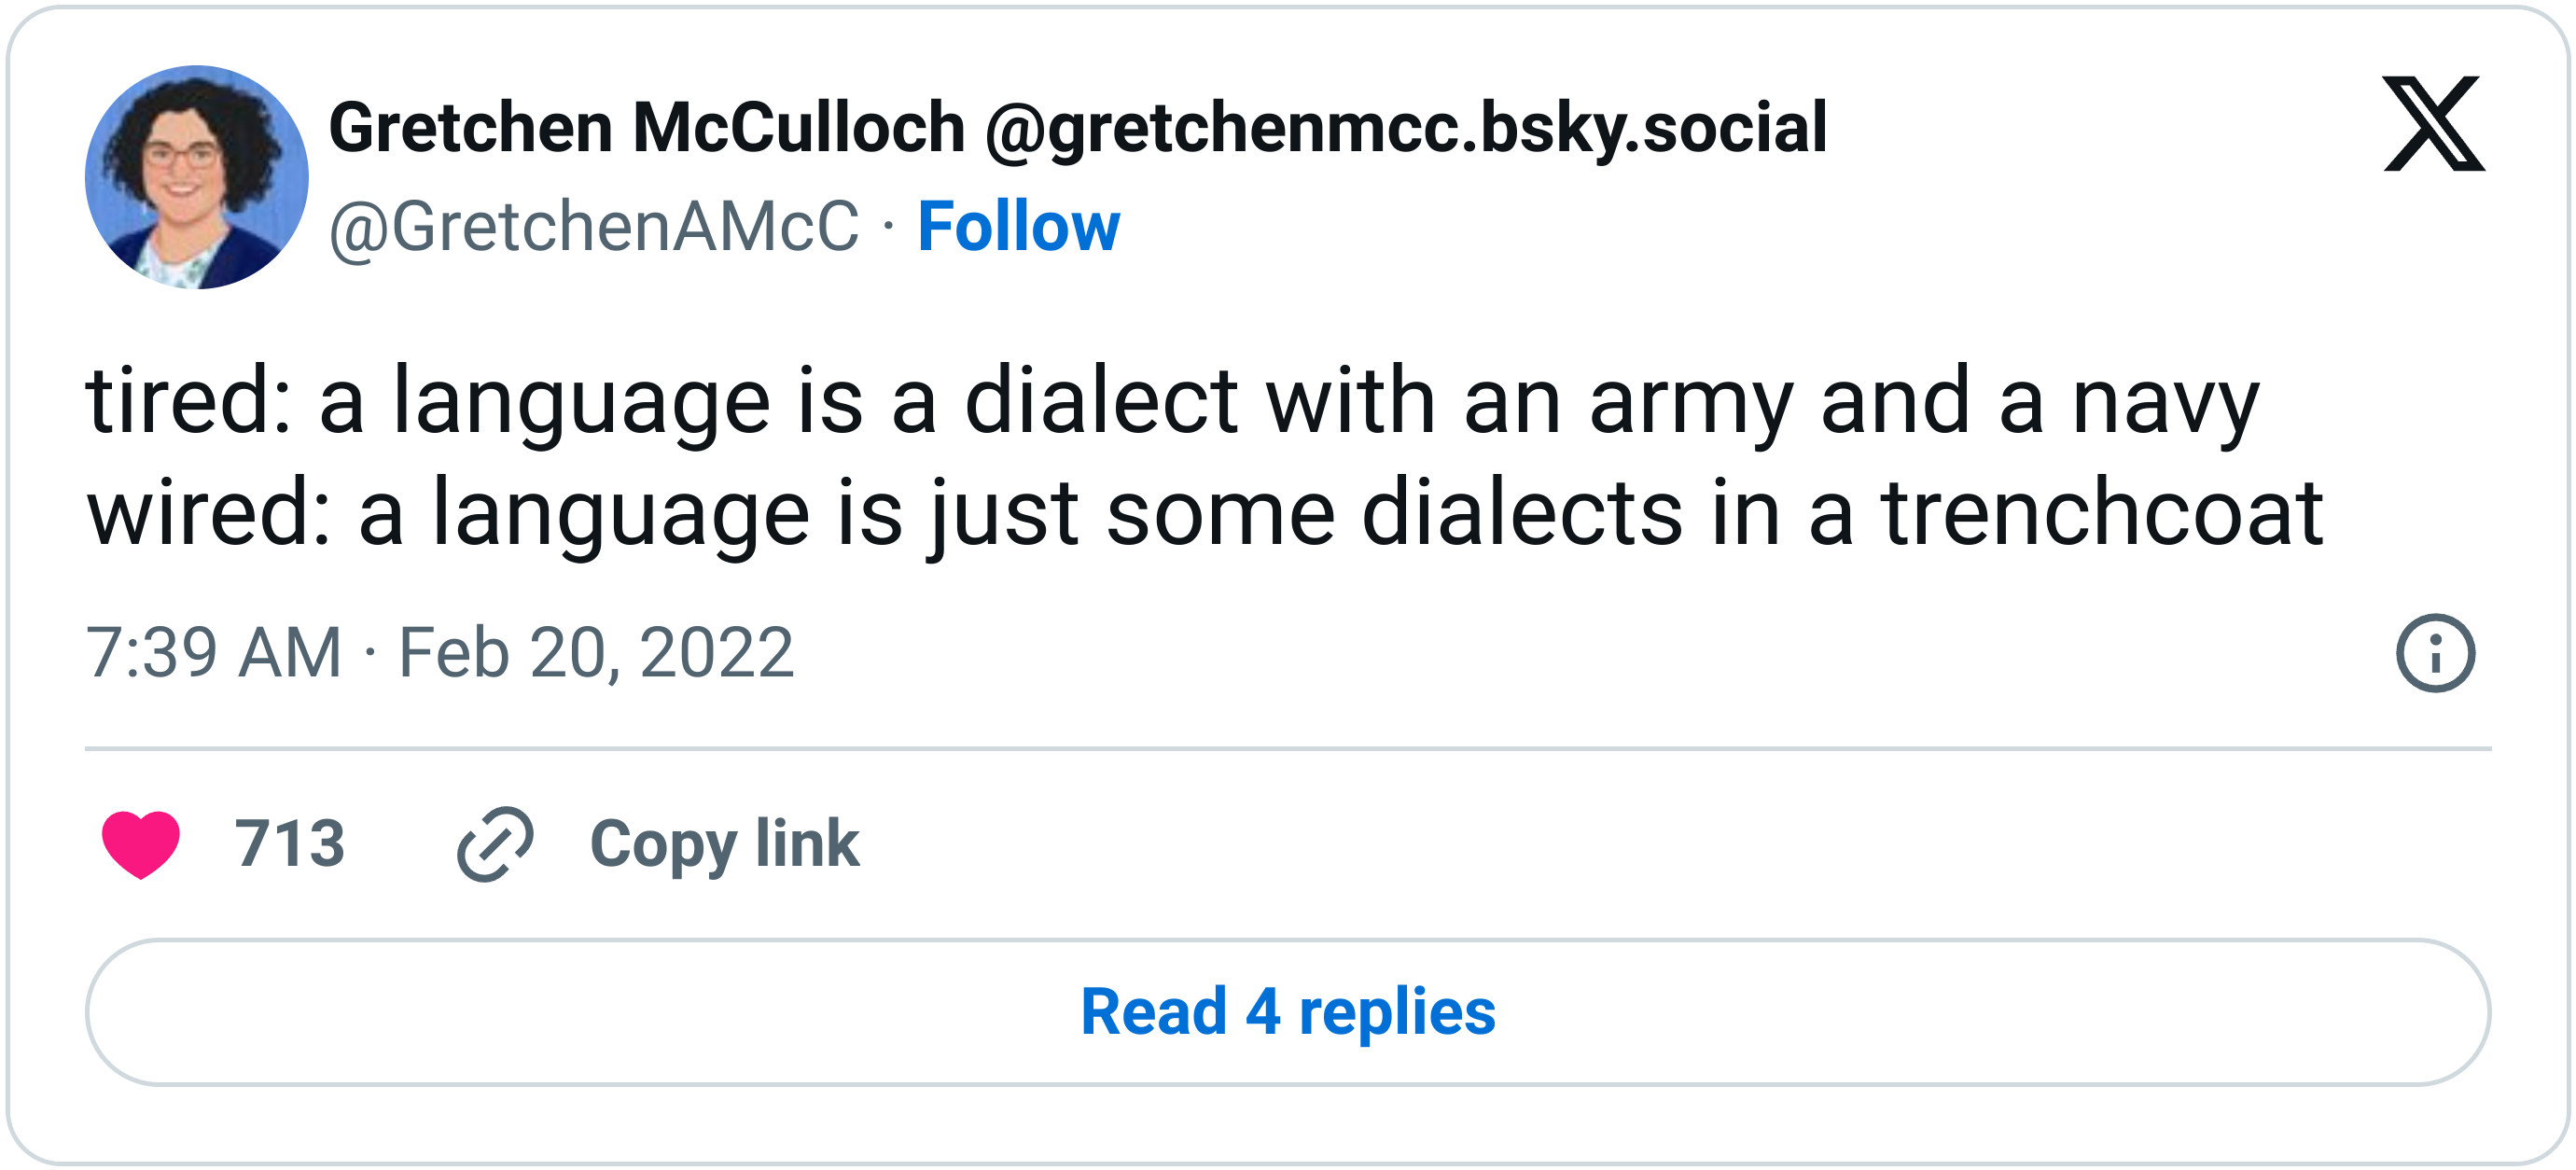 Gretchen McCulloch @gretchenmcc.bsky.social
@GretchenAMcC · Follow
tired: a language is a dialect with an army and a navy
wired: a language is just some dialects in a trenchcoat
7:39 AM · Feb 20, 2022
713 Copy link
Read 4 replies